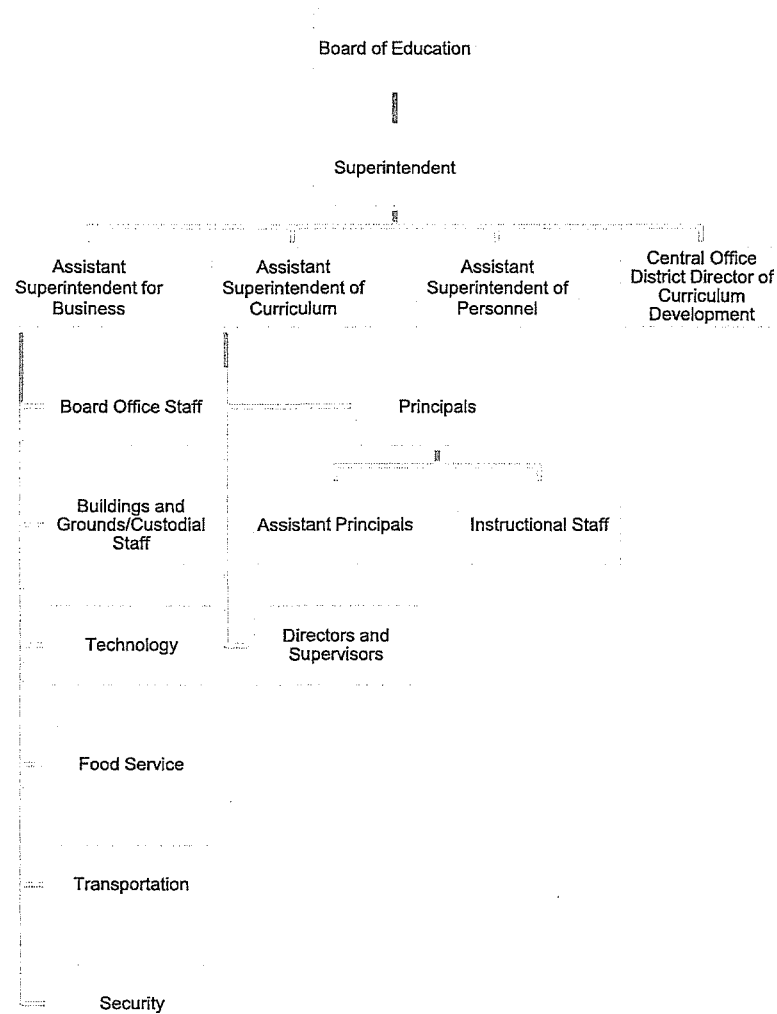 Board of Education
Superintendent
Assistant
Superintendent for
Business
Assistant
Superintendent of
Curriculum
Assistant
Superintendent of
Personnel
Central Office
District Director of
Curriculum
Development
Board Office Staff
Principals
Buildings and
Grounds/Custodial
Staff
Assistant Principals
Instructional Staff
Technology
Directors and
Supervisors
Food Service
Transportation
Security